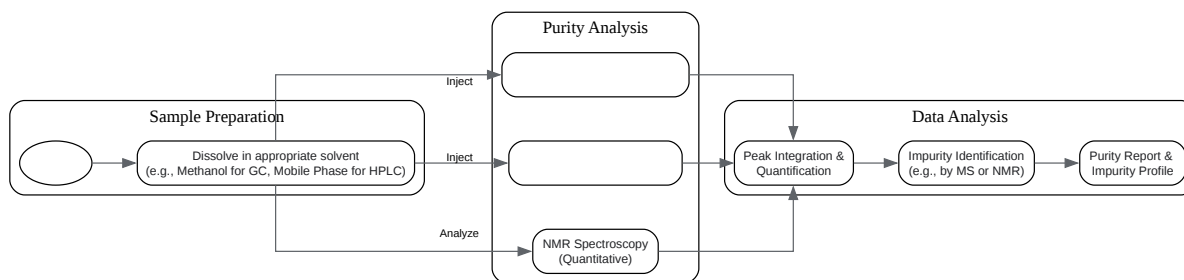 Purity Analysis
Inject
Sample Preparation
Dissolve in appropriate solvent
(e.g., Methanol for GC, Mobile Phase for HPLC)
Inject
Analyze
NMR Spectroscopy
(Quantitative)
Data Analysis
Peak Integration &
Quantification
Impurity Identification
(e.g., by MS or NMR)
Purity Report &
Impurity Profile